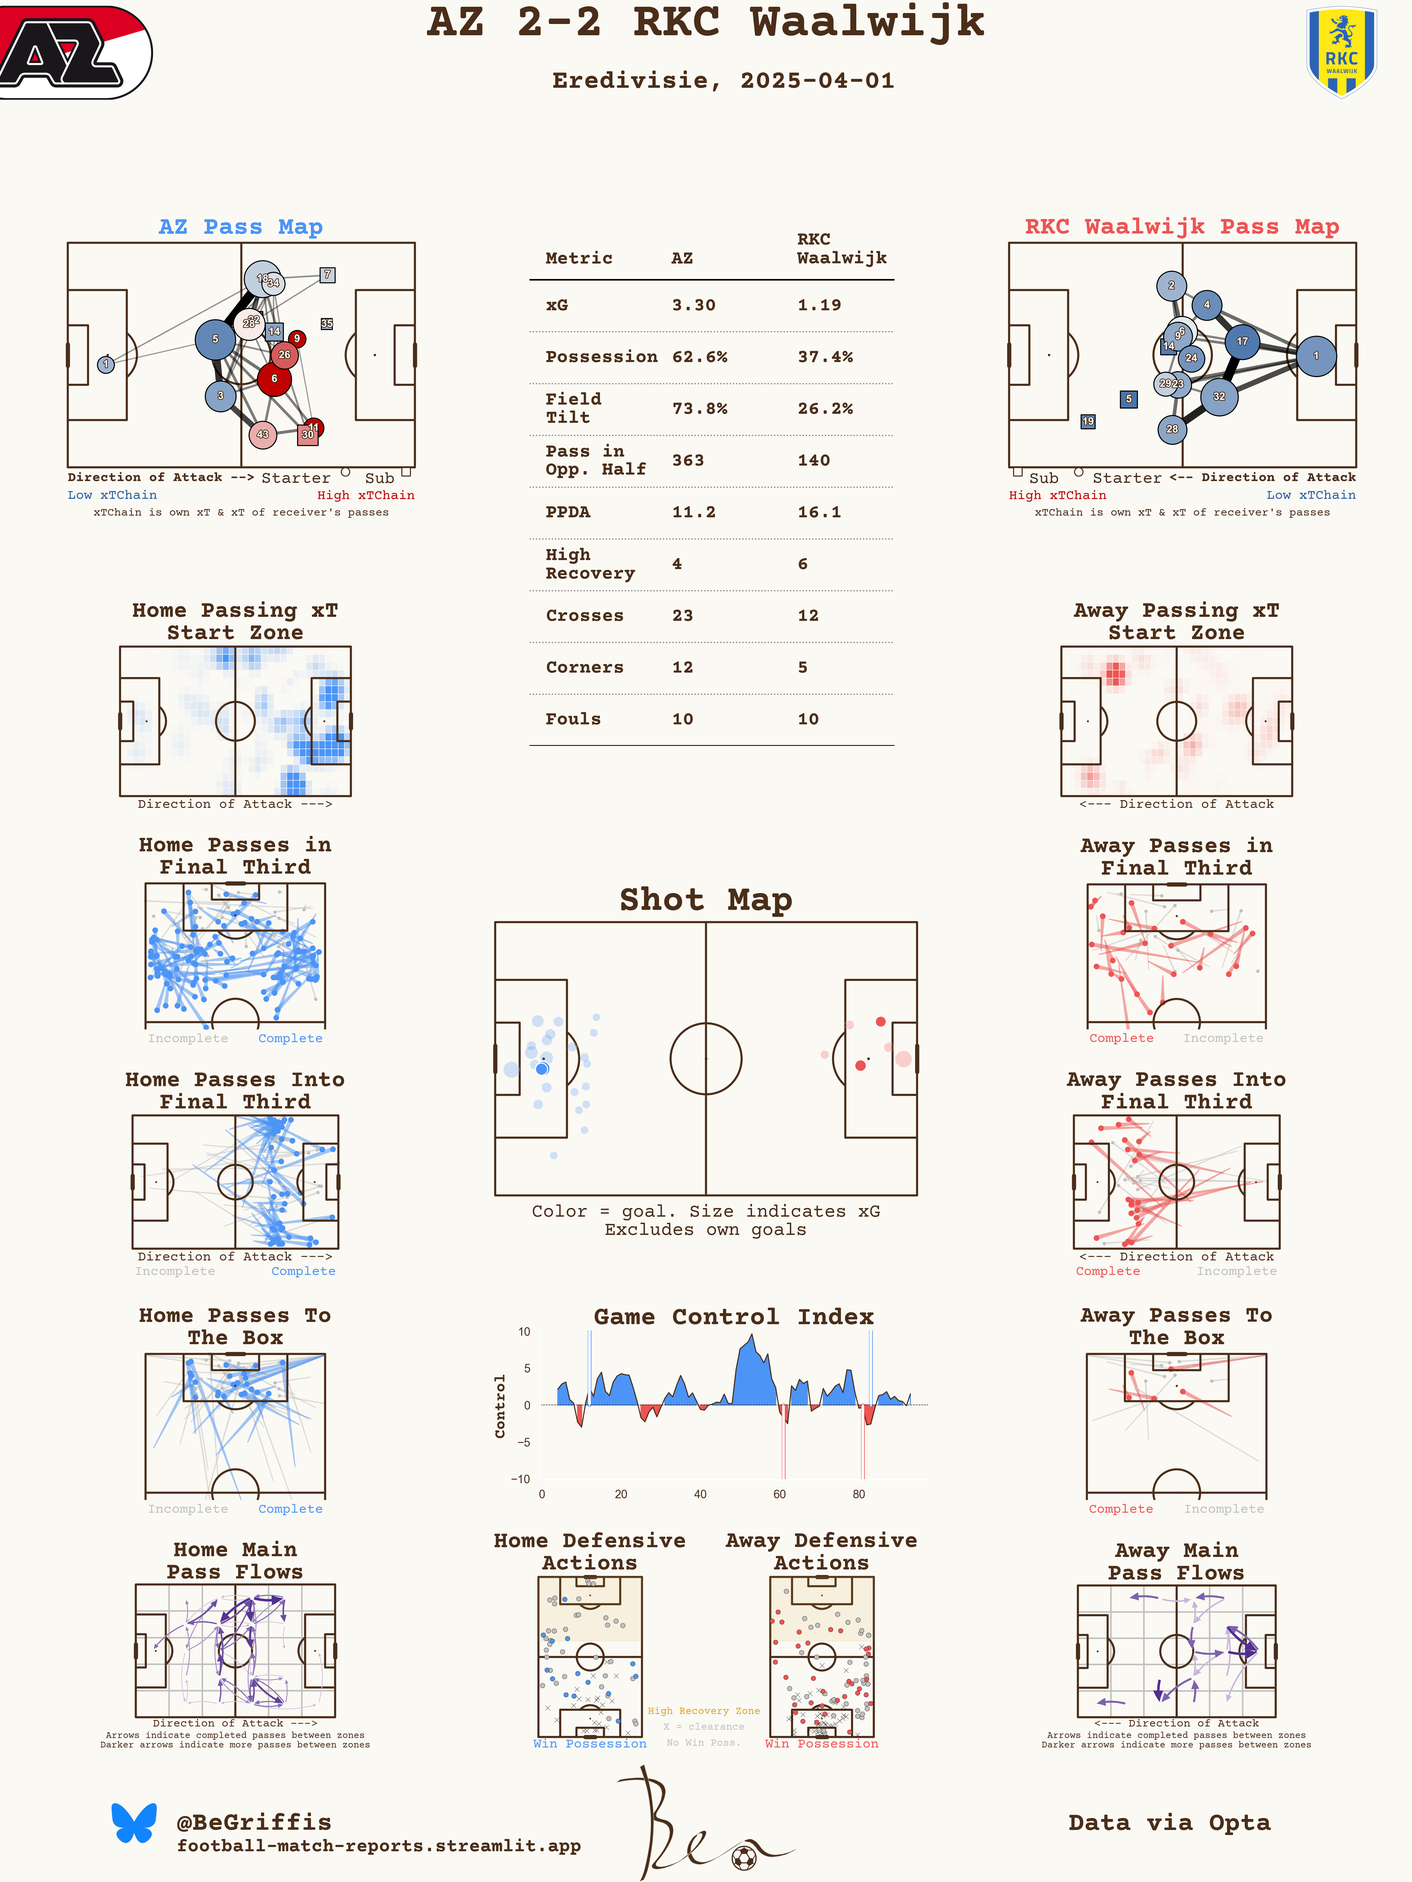 AZ 2-2 RKC Waalwijk
Eredivisie, 2025-04-01
AZ
RKC
WAALWIJK
AZ Pass Map
1
5
3
18
34
28
14
9
26
6
43
11
30
7
35
Direction of Attack --> Starter Sub
Low xTChain High xTChain
xTChain is own xT & xT of receiver's passes
Metric AZ RKC Waalwijk
xG 3.30 1.19
Possession 62.6% 37.4%
Field Tilt 73.8% 26.2%
Pass in Opp. Half 363 140
PPDA 11.2 16.1
High Recovery 4 6
Crosses 23 12
Corners 12 5
Fouls 10 10
RKC Waalwijk Pass Map
2
4
6
9
14
17
24
1
29
23
32
28
5
19
Sub Starter <-- Direction of Attack
High xTChain Low xTChain
xTChain is own xT & xT of receiver's passes
Home Passing xT
Start Zone
Direction of Attack --->
Away Passing xT
Start Zone
<--- Direction of Attack
Home Passes in
Final Third
Incomplete Complete
Away Passes in
Final Third
Complete Incomplete
Shot Map
Color = goal. Size indicates xG
Excludes own goals
Home Passes Into
Final Third
Direction of Attack --->
Incomplete Complete
Away Passes Into
Final Third
<--- Direction of Attack
Complete Incomplete
Home Passes To
The Box
Incomplete Complete
Game Control Index
Control
10
5
0
−5
−10
0 20 40 60 80
Away Passes To
The Box
Complete Incomplete
Home Main
Pass Flows
Direction of Attack --->
Arrows indicate completed passes between zones
Darker arrows indicate more passes between zones
Home Defensive
Actions
Win Possession
Away Defensive
Actions
Win Possession
High Recovery Zone
X = clearance
No Win Poss.
Away Main
Pass Flows
<--- Direction of Attack
Arrows indicate completed passes between zones
Darker arrows indicate more passes between zones
@BeGriffis
football-match-reports.streamlit.app
Ben
Data via Opta